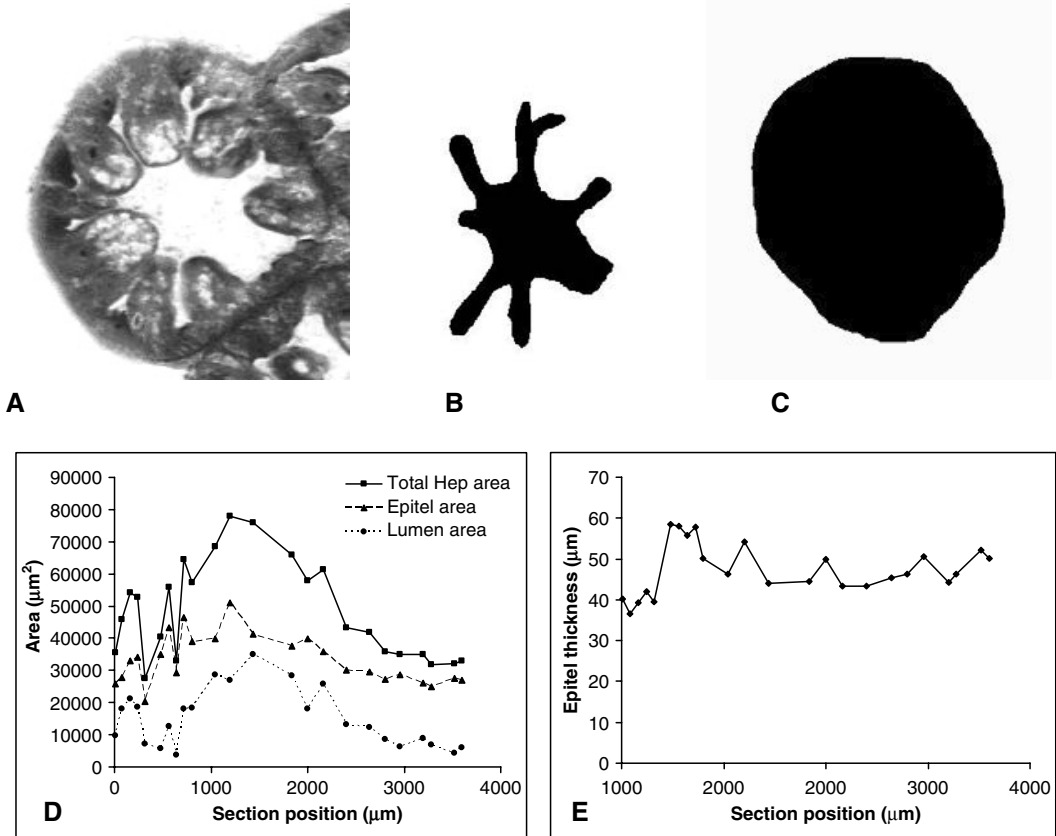 A
B
C
90000
80000
70000
60000
50000
40000
30000
20000
10000
0
Area (µm²)
Total Hep area
Epitel area
Lumen area
0 1000 2000 3000 4000
Section position (µm)
D
70
60
50
40
30
20
10
0
Epitel thickness (µm)
1000 2000 2000 3000 4000
Section position (µm)
E